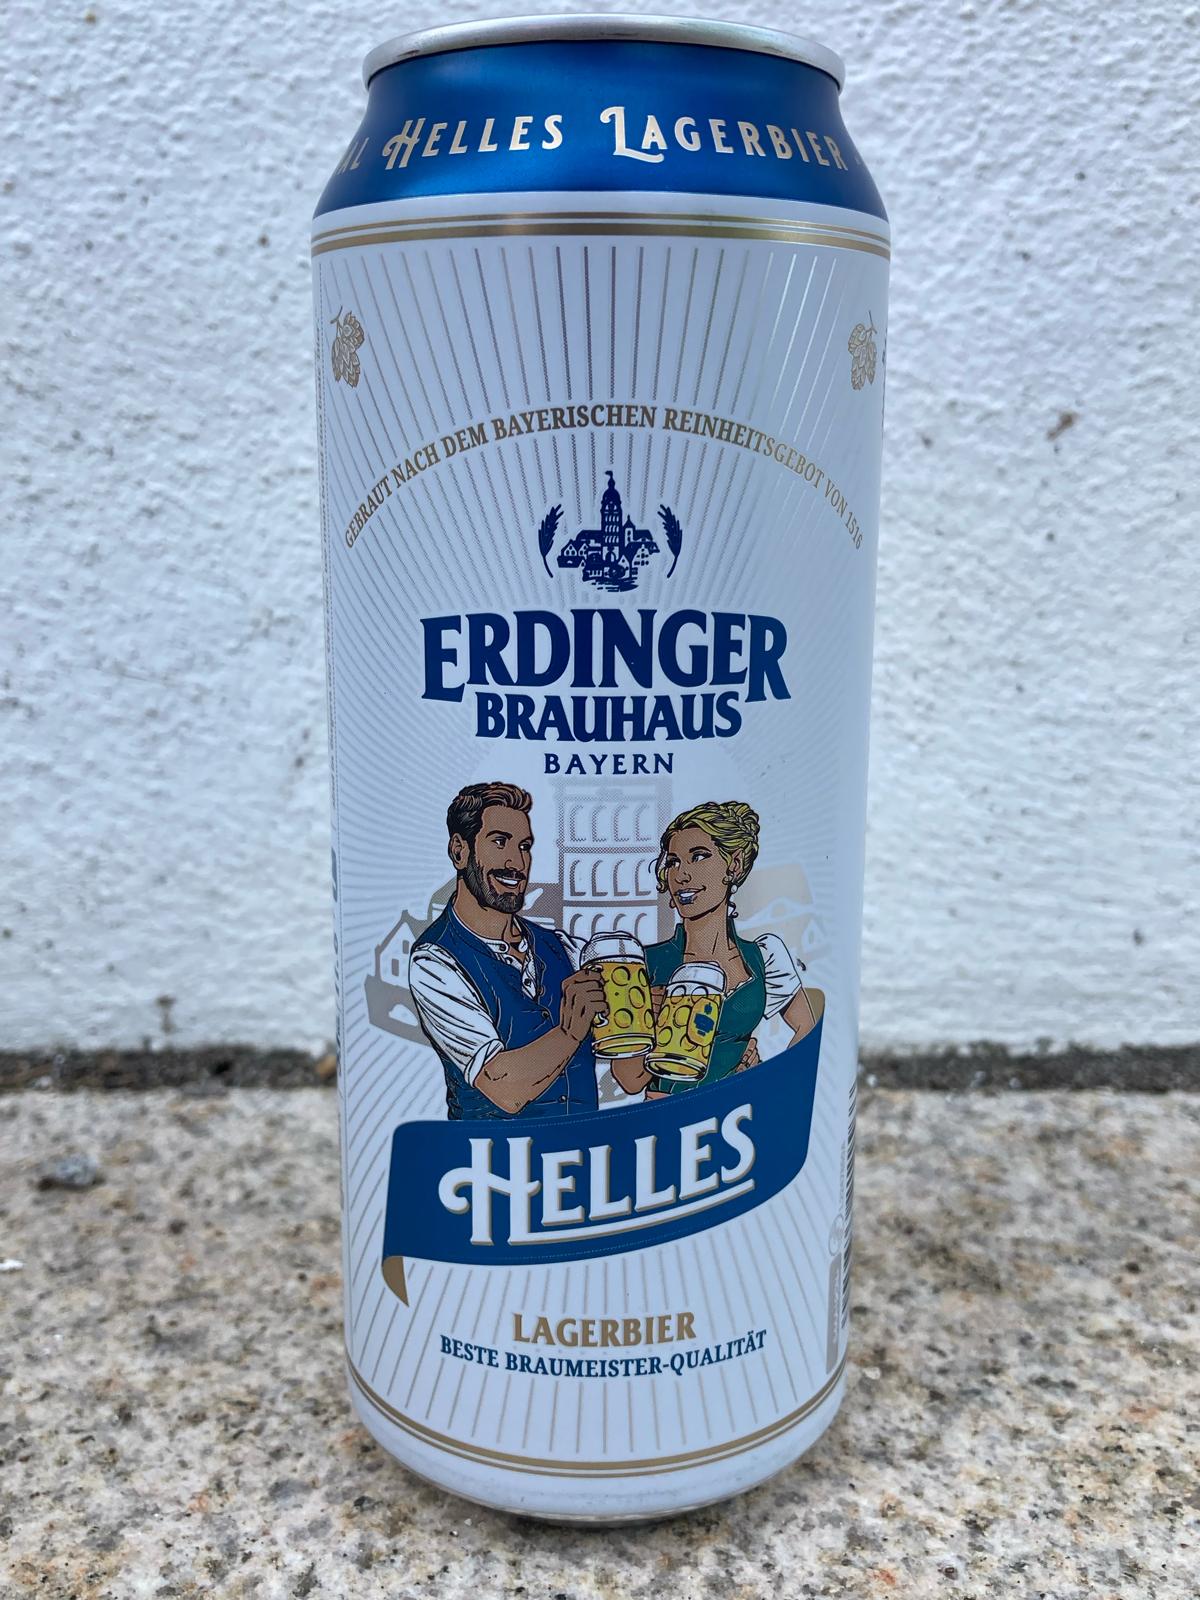 HELLES LAGERBIER
GEBRAUT NACH DEM BAYERISCHEN REINHEITSGEBOT VON 1516
ERDINGER
BRAUHAUS
BAYERN
HELLES
LAGERBIER
BESTE BRAUMEISTER-QUALITÄT